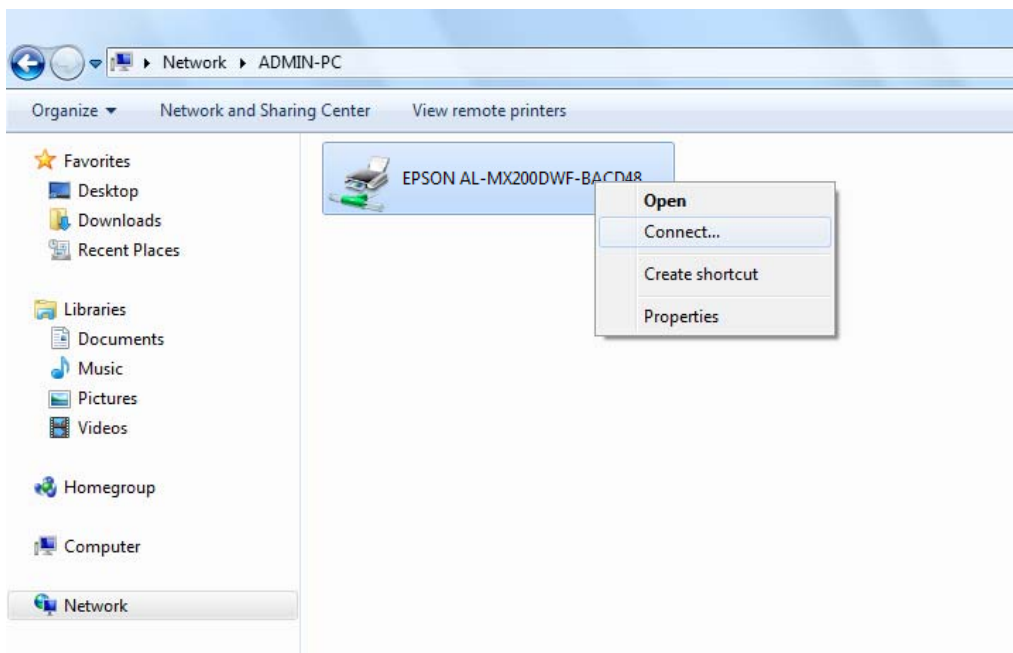 Network ▸ ADMIN-PC
Organize Network and Sharing Center View remote printers
Favorites
Desktop
Downloads
Recent Places
Libraries
Documents
Music
Pictures
Videos
Homegroup
Computer
Network
EPSON AL-MX200DWF-BACD48
Open
Connect...
Create shortcut
Properties